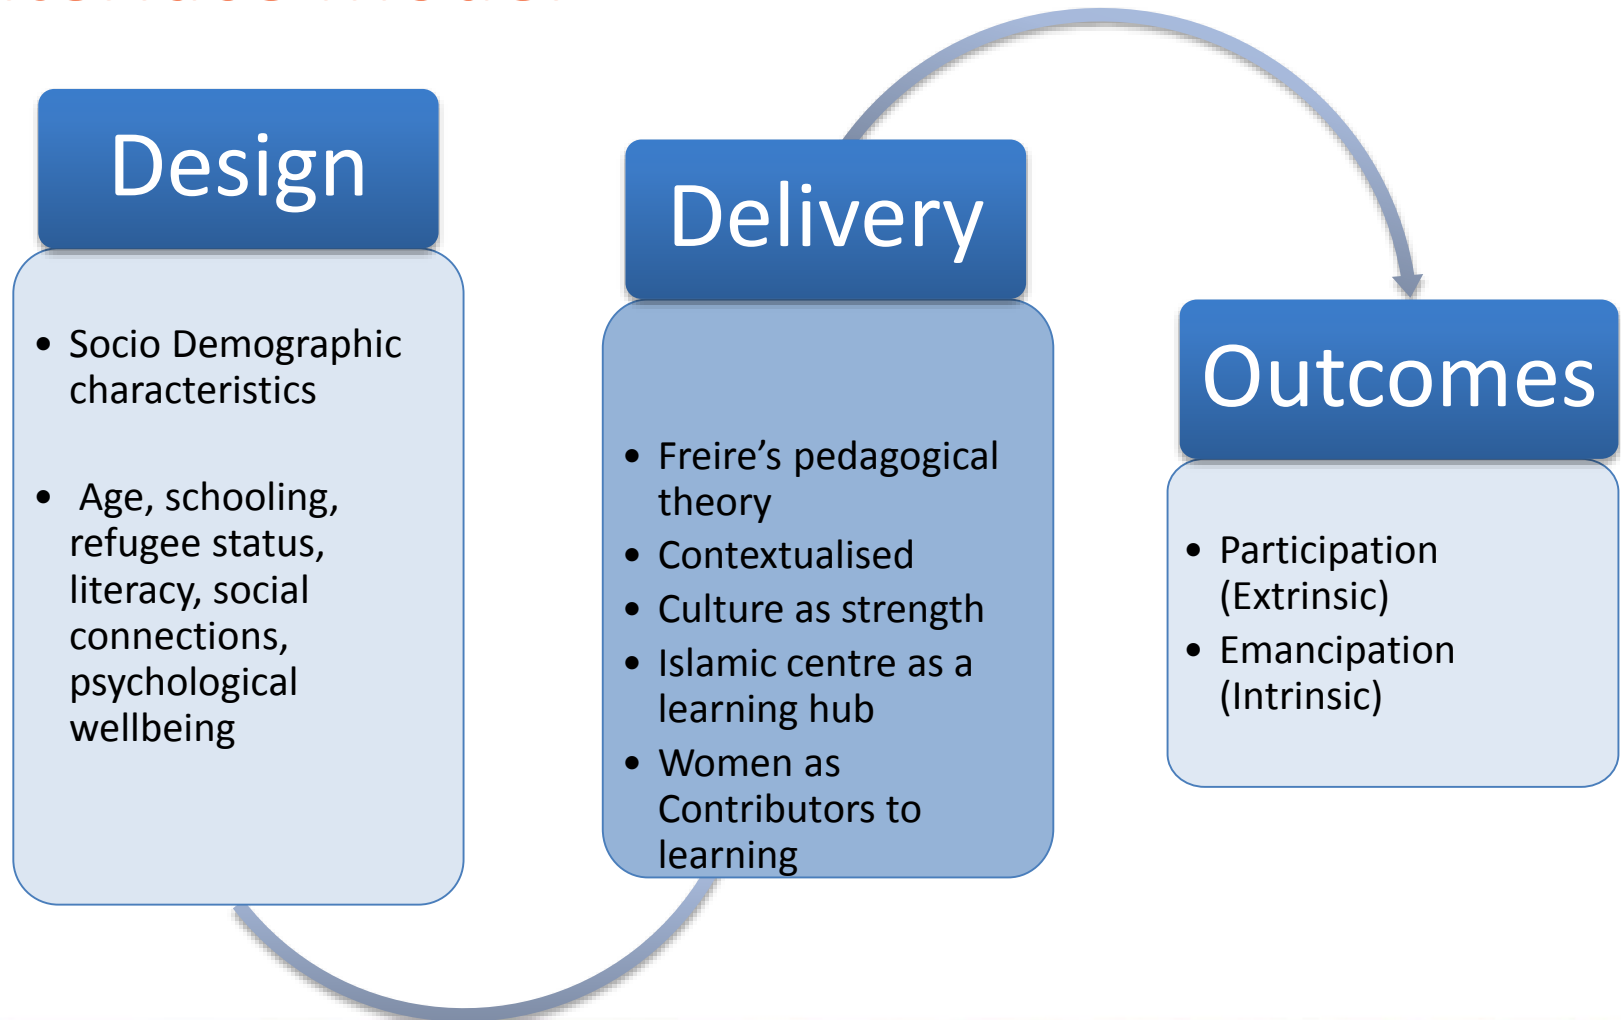 Design
• Socio Demographic
characteristics
• Age, schooling,
refugee status,
literacy, social
connections,
psychological
wellbeing
Delivery
• Freire’s pedagogical
theory
• Contextualised
• Culture as strength
• Islamic centre as a
learning hub
• Women as
Contributors to
learning
Outcomes
• Participation
(Extrinsic)
• Emancipation
(Intrinsic)